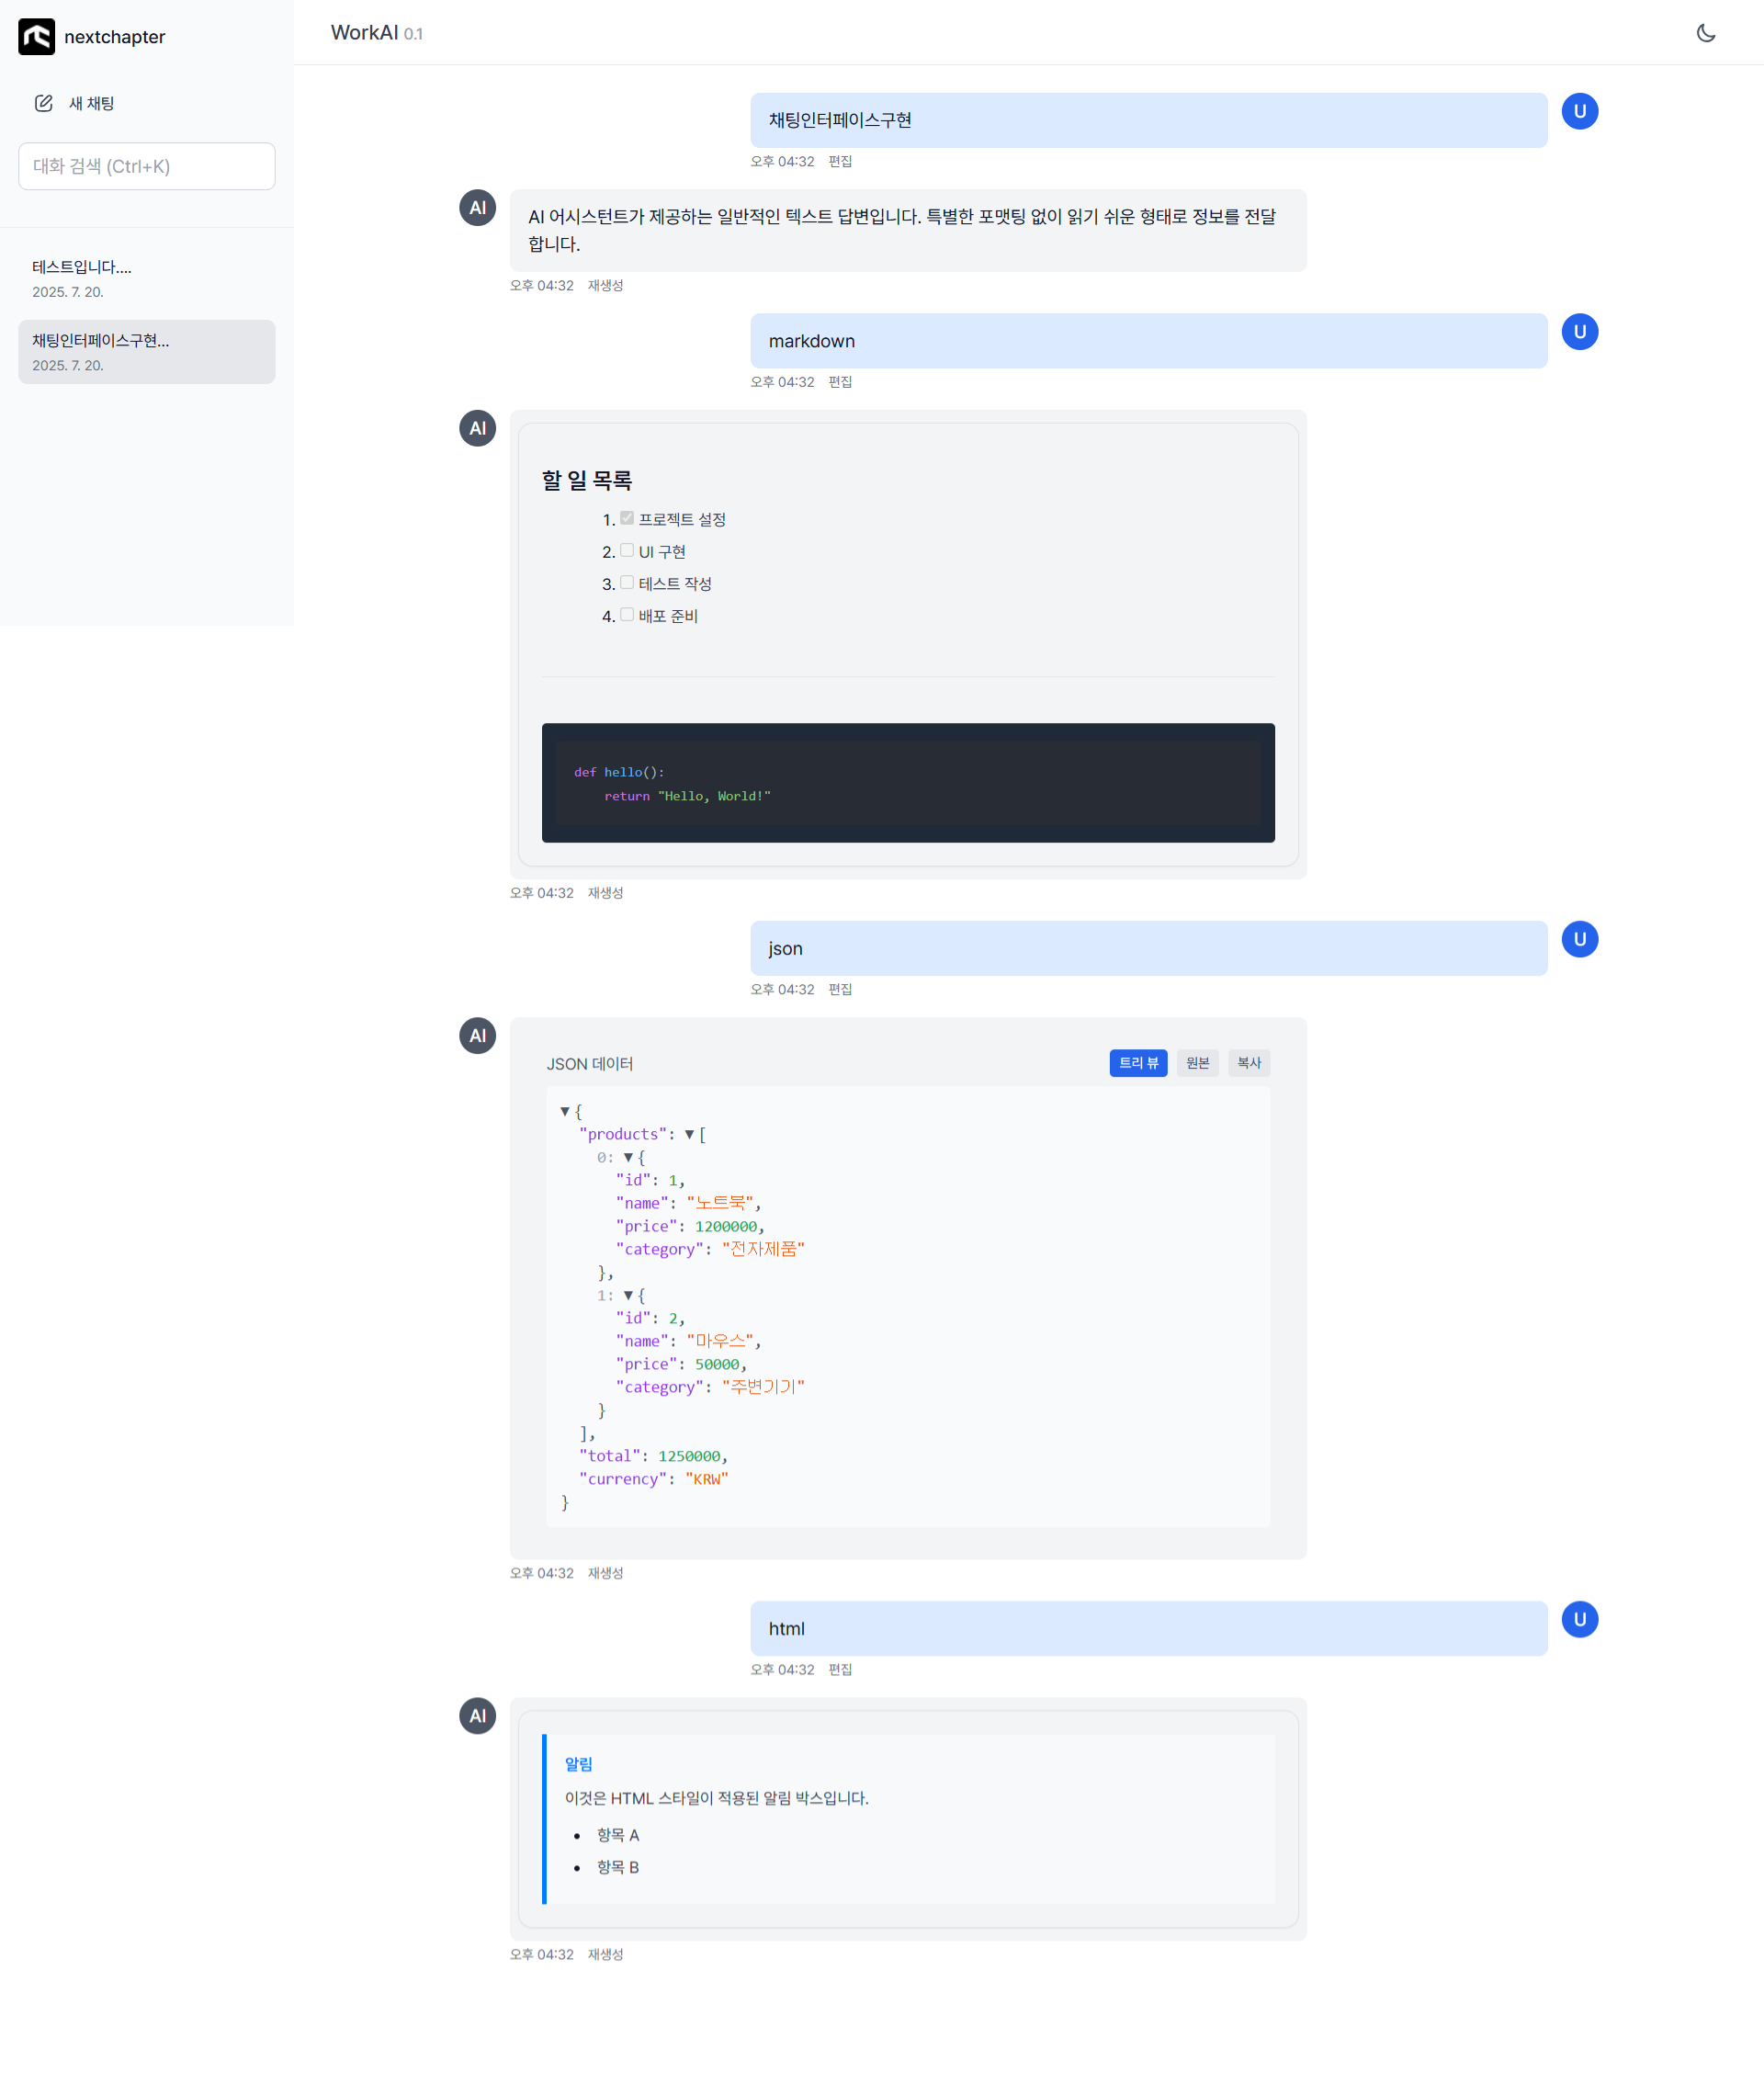 nextchapter
새 채팅
대화 검색 (Ctrl+K)
테스트입니다....
2025. 7. 20.
채팅인터페이스구현...
2025. 7. 20.
WorkAI 0.1
채팅인터페이스구현
U
오후 04:32 편집
AI
AI 어시스턴트가 제공하는 일반적인 텍스트 답변입니다. 특별한 포맷팅 없이 읽기 쉬운 형태로 정보를 전달
합니다.
오후 04:32 재생성
markdown
U
오후 04:32 편집
AI
할 일 목록
1. 프로젝트 설정
2. UI 구현
3. 테스트 작성
4. 배포 준비
def hello():
    return "Hello, World!"
오후 04:32 재생성
json
U
오후 04:32 편집
AI
JSON 데이터 트리 뷰 원본 복사
▼ {
  "products": ▼ [
    0: ▼ {
      "id": 1,
      "name": "노트북",
      "price": 1200000,
      "category": "전자제품"
    },
    1: ▼ {
      "id": 2,
      "name": "마우스",
      "price": 50000,
      "category": "주변기기"
    }
  ],
  "total": 1250000,
  "currency": "KRW"
}
오후 04:32 재생성
html
U
오후 04:32 편집
AI
알림
이것은 HTML 스타일이 적용된 알림 박스입니다.
• 항목 A
• 항목 B
오후 04:32 재생성